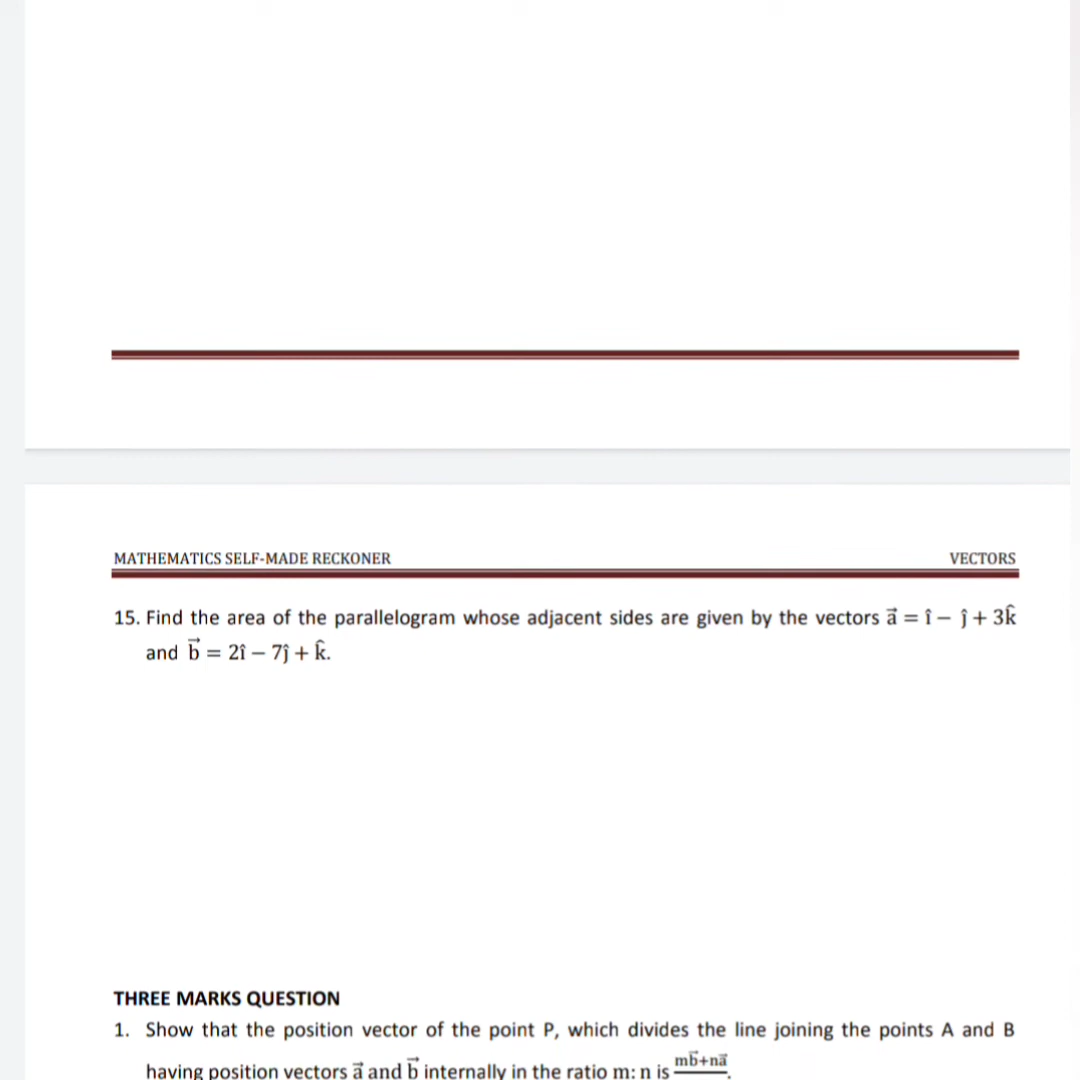 MATHEMATICS SELF-MADE RECKONER VECTORS
15. Find the area of the parallelogram whose adjacent sides are given by the vectors a⃗ = î − ĵ + 3k̂
and b⃗ = 2î − 7ĵ + k̂.
THREE MARKS QUESTION
1. Show that the position vector of the point P, which divides the line joining the points A and B
having position vectors a⃗ and b⃗ internally in the ratio m: n is mb⃗+na⃗